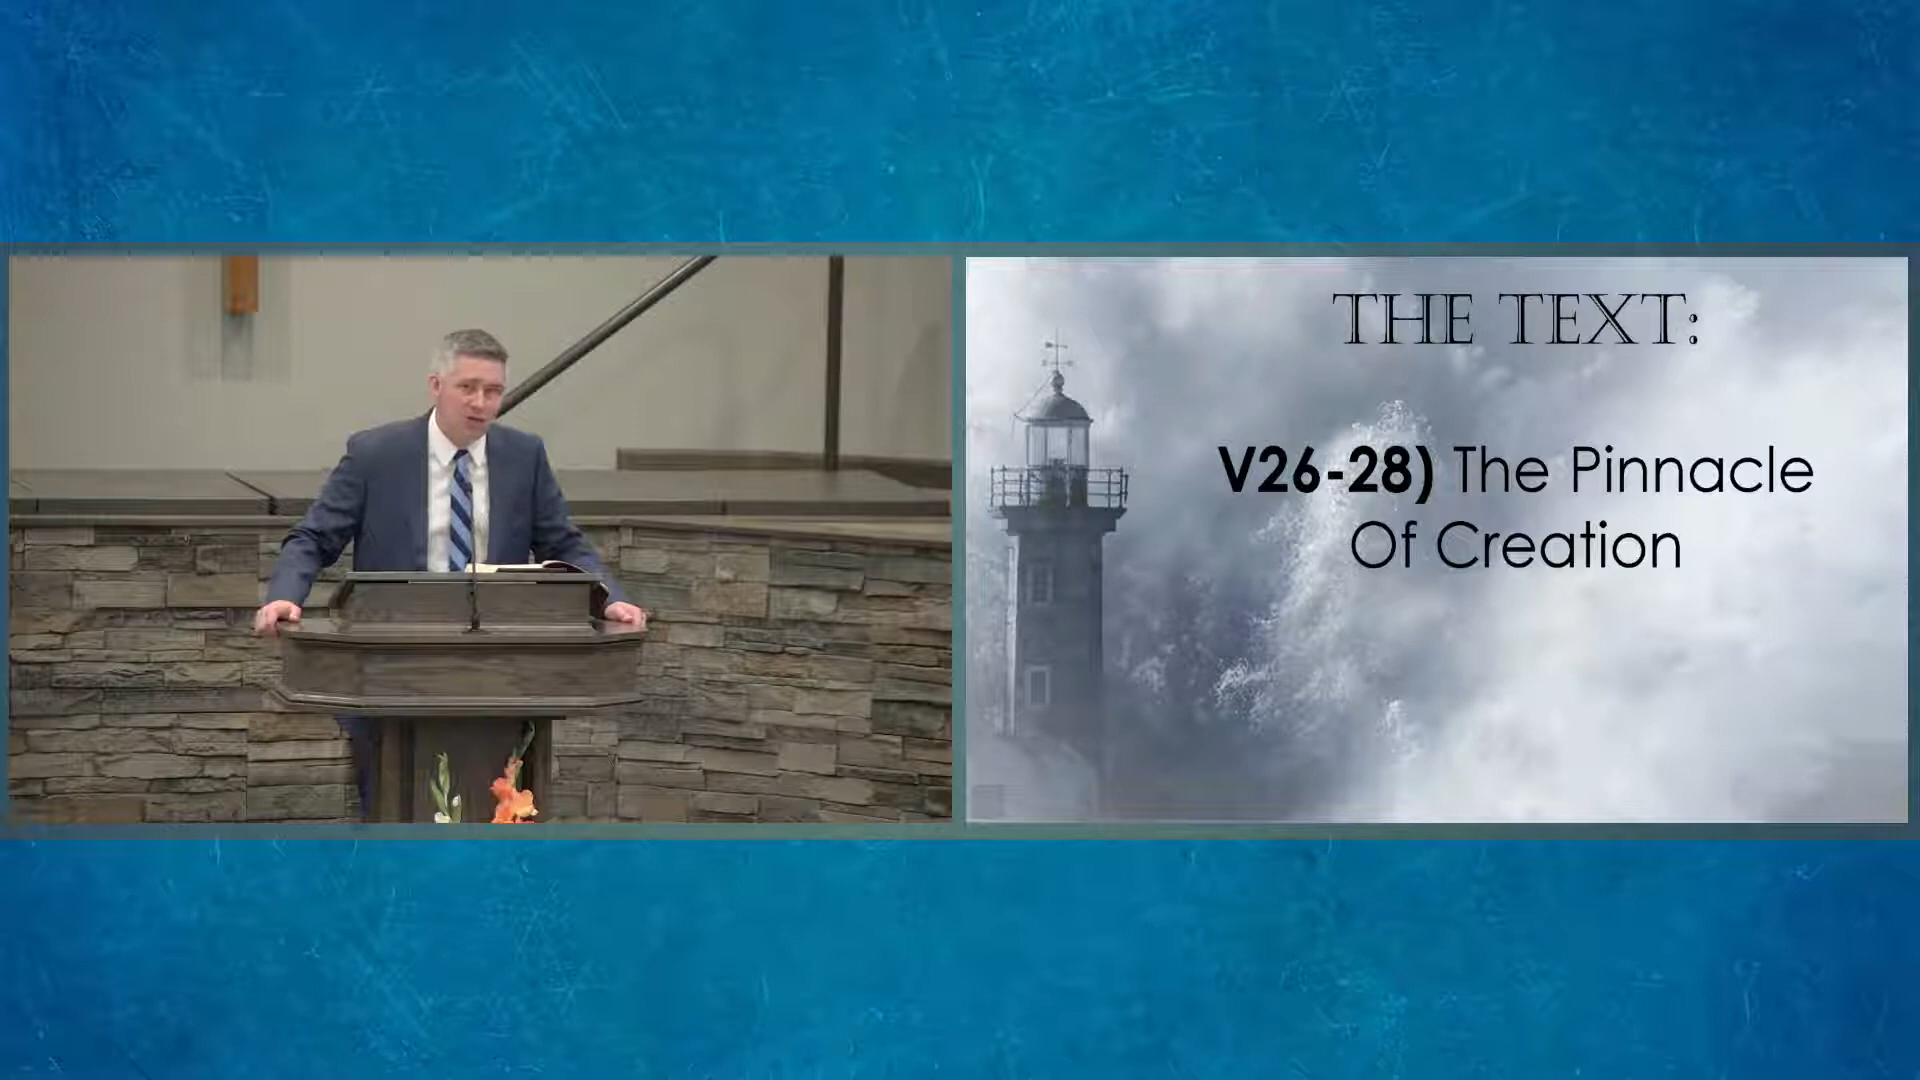 THE TEXT:
V26-28) The Pinnacle
Of Creation